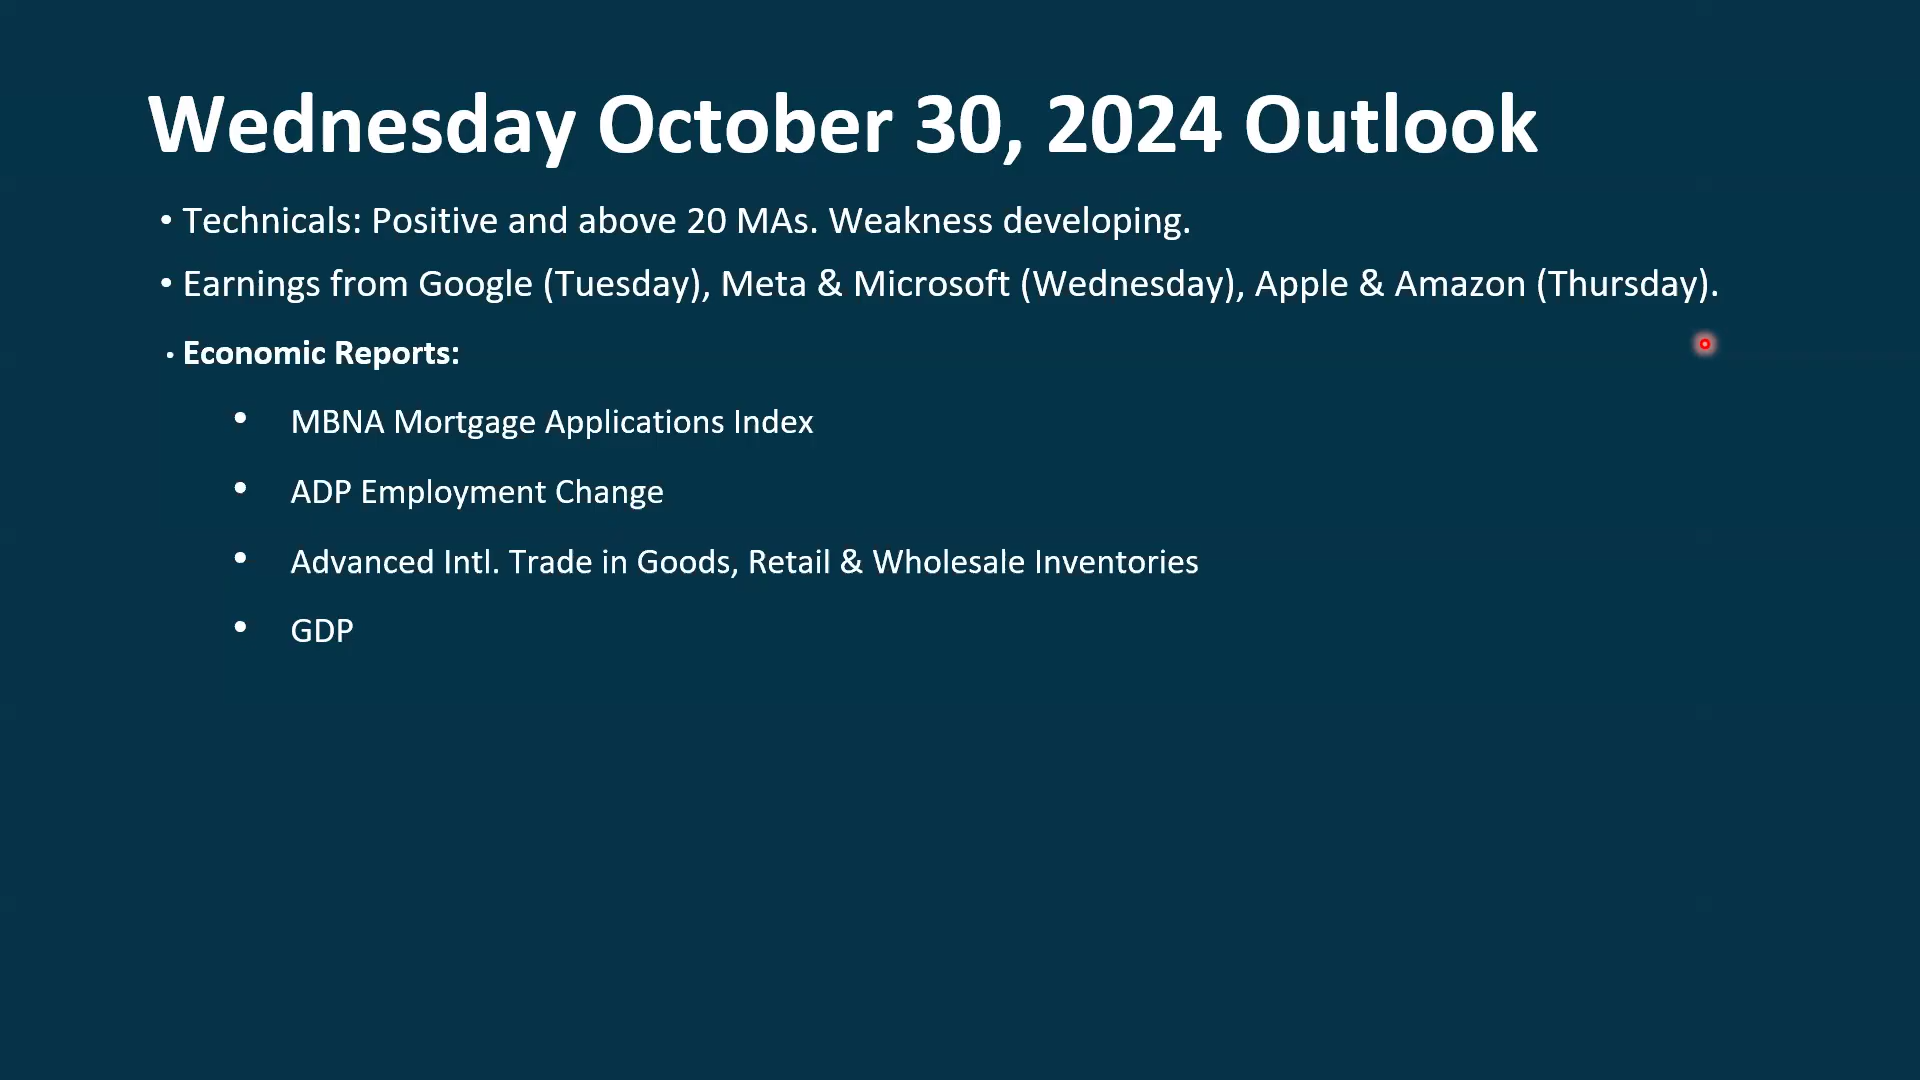 Wednesday October 30, 2024 Outlook
• Technicals: Positive and above 20 MAs. Weakness developing.
• Earnings from Google (Tuesday), Meta & Microsoft (Wednesday), Apple & Amazon (Thursday).
• Economic Reports:
• MBNA Mortgage Applications Index
• ADP Employment Change
• Advanced Intl. Trade in Goods, Retail & Wholesale Inventories
• GDP